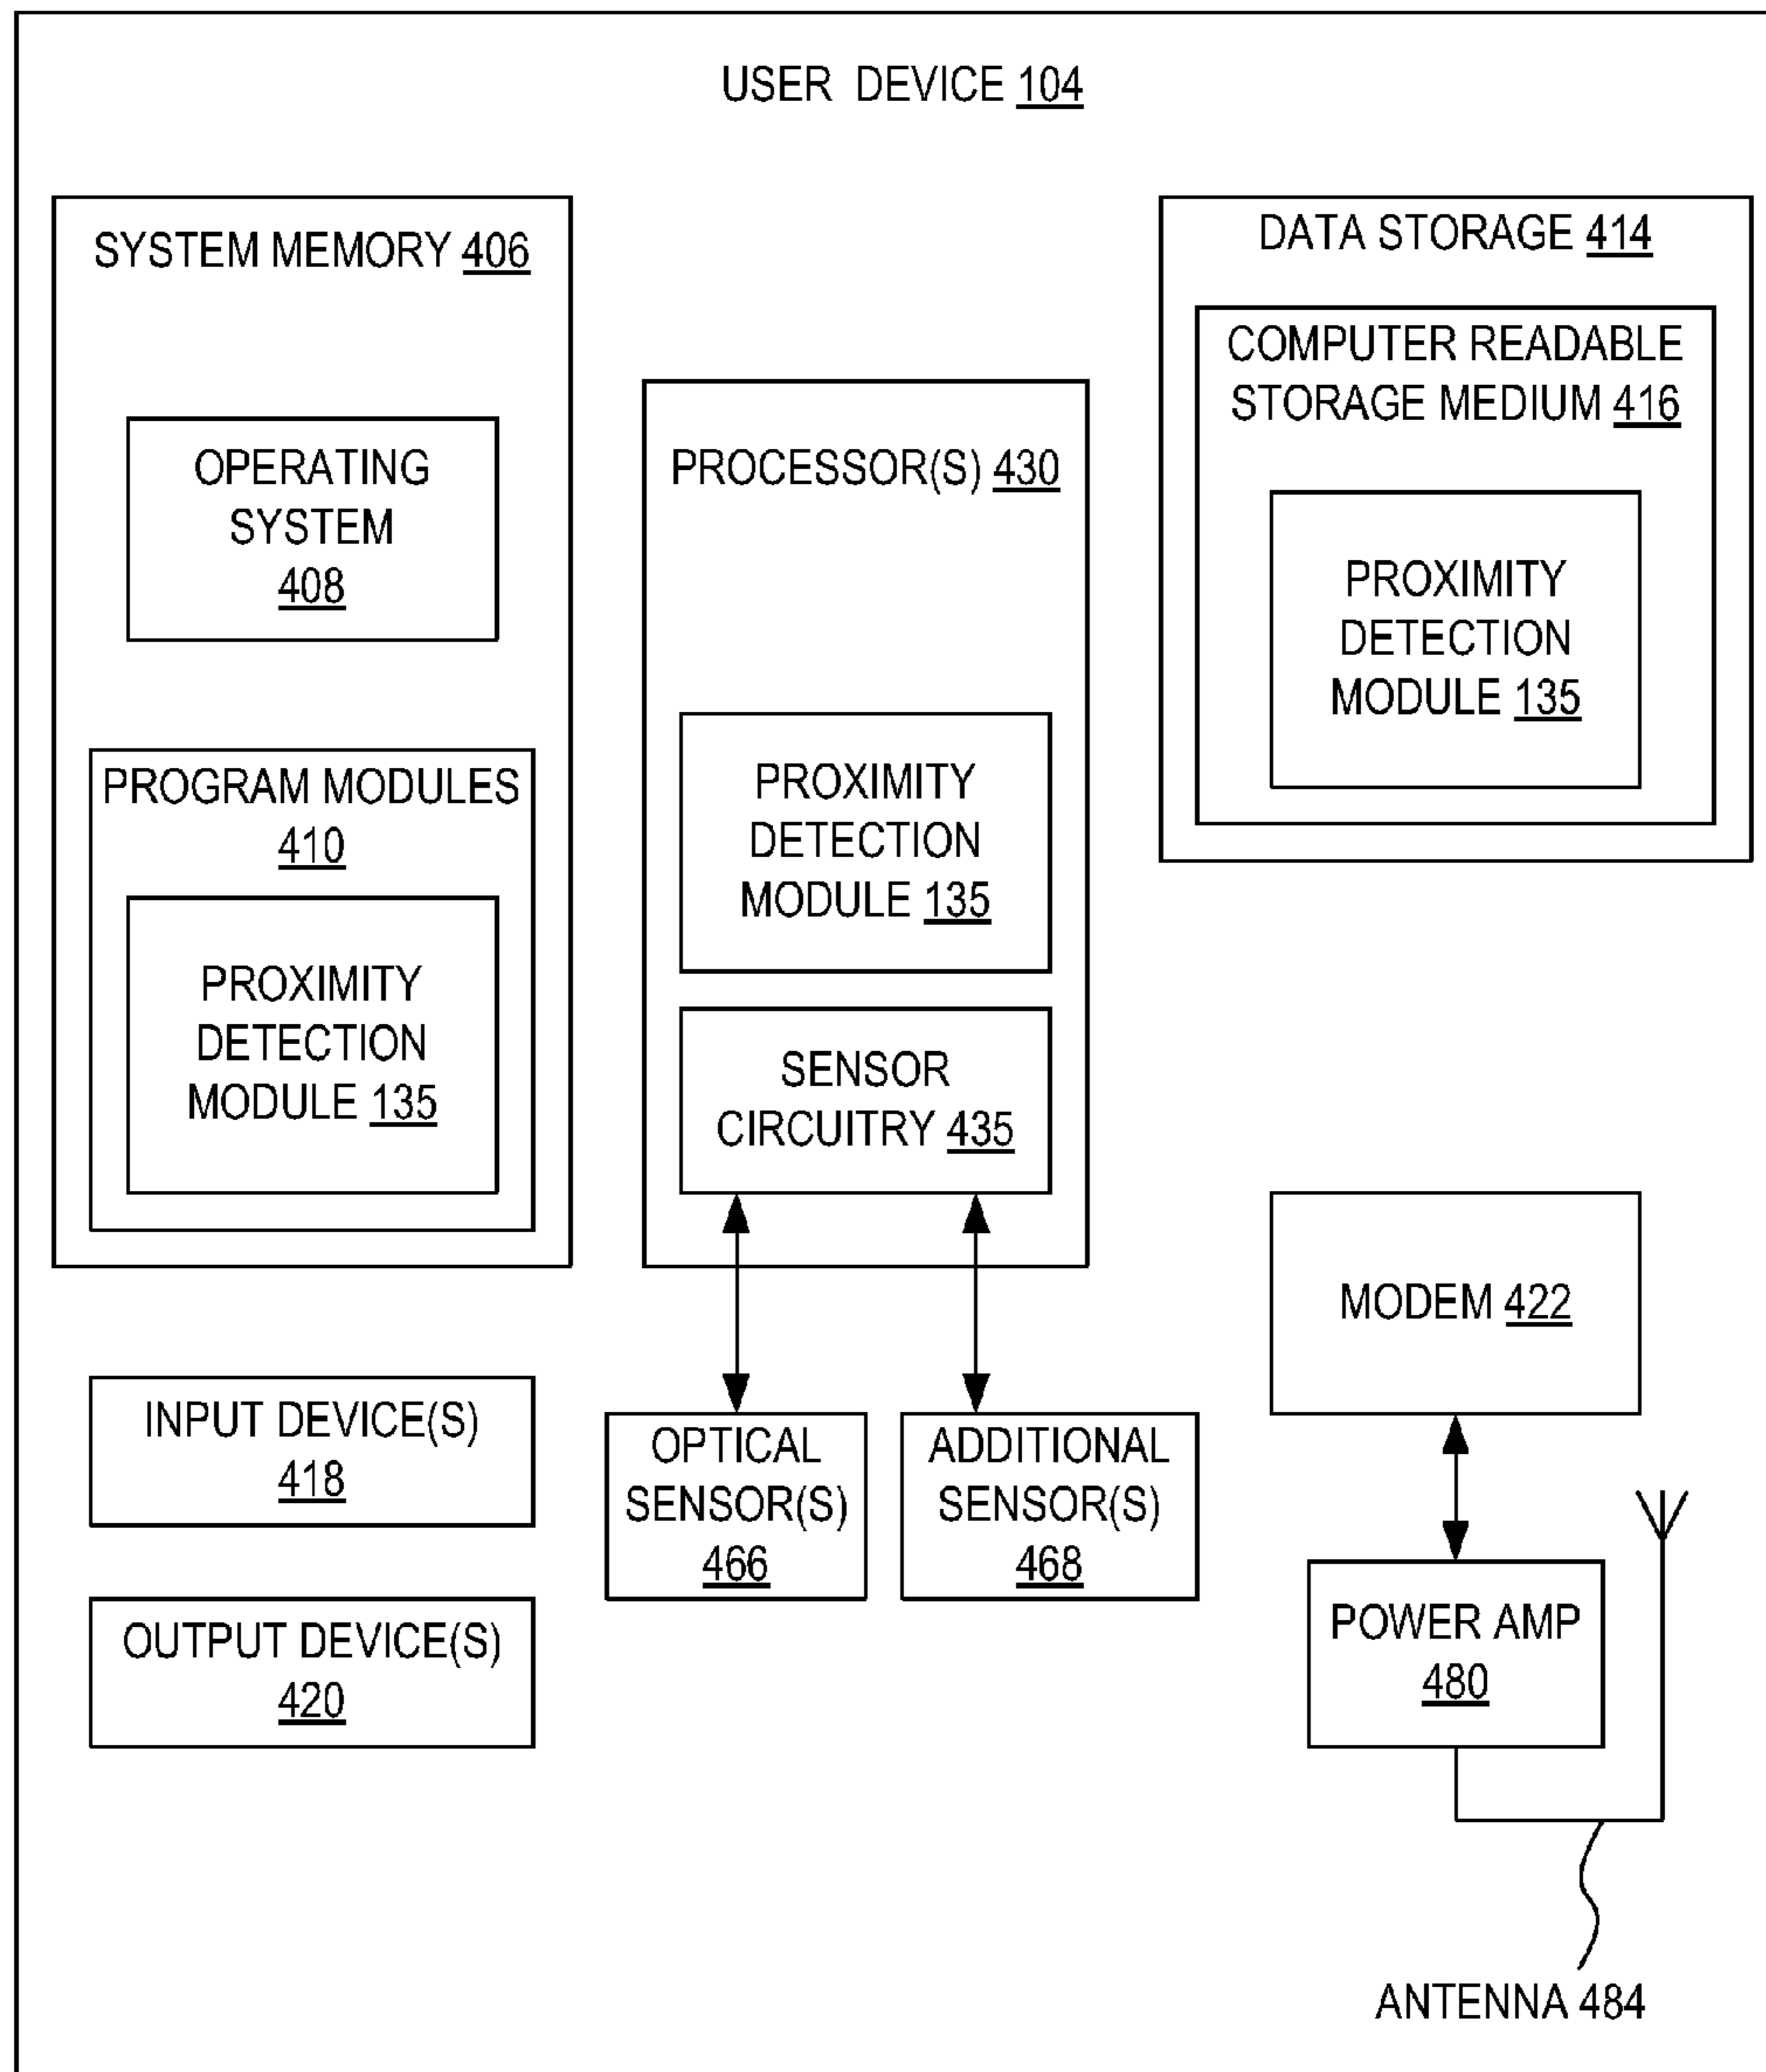 USER DEVICE 104
SYSTEM MEMORY 406
OPERATING
SYSTEM
408
PROGRAM MODULES
410
PROXIMITY
DETECTION
MODULE 135
PROCESSOR(S) 430
PROXIMITY
DETECTION
MODULE 135
SENSOR
CIRCUITRY 435
DATA STORAGE 414
COMPUTER READABLE
STORAGE MEDIUM 416
PROXIMITY
DETECTION
MODULE 135
INPUT DEVICE(S)
418
OUTPUT DEVICE(S)
420
OPTICAL
SENSOR(S)
466
ADDITIONAL
SENSOR(S)
468
MODEM 422
POWER AMP
480
ANTENNA 484